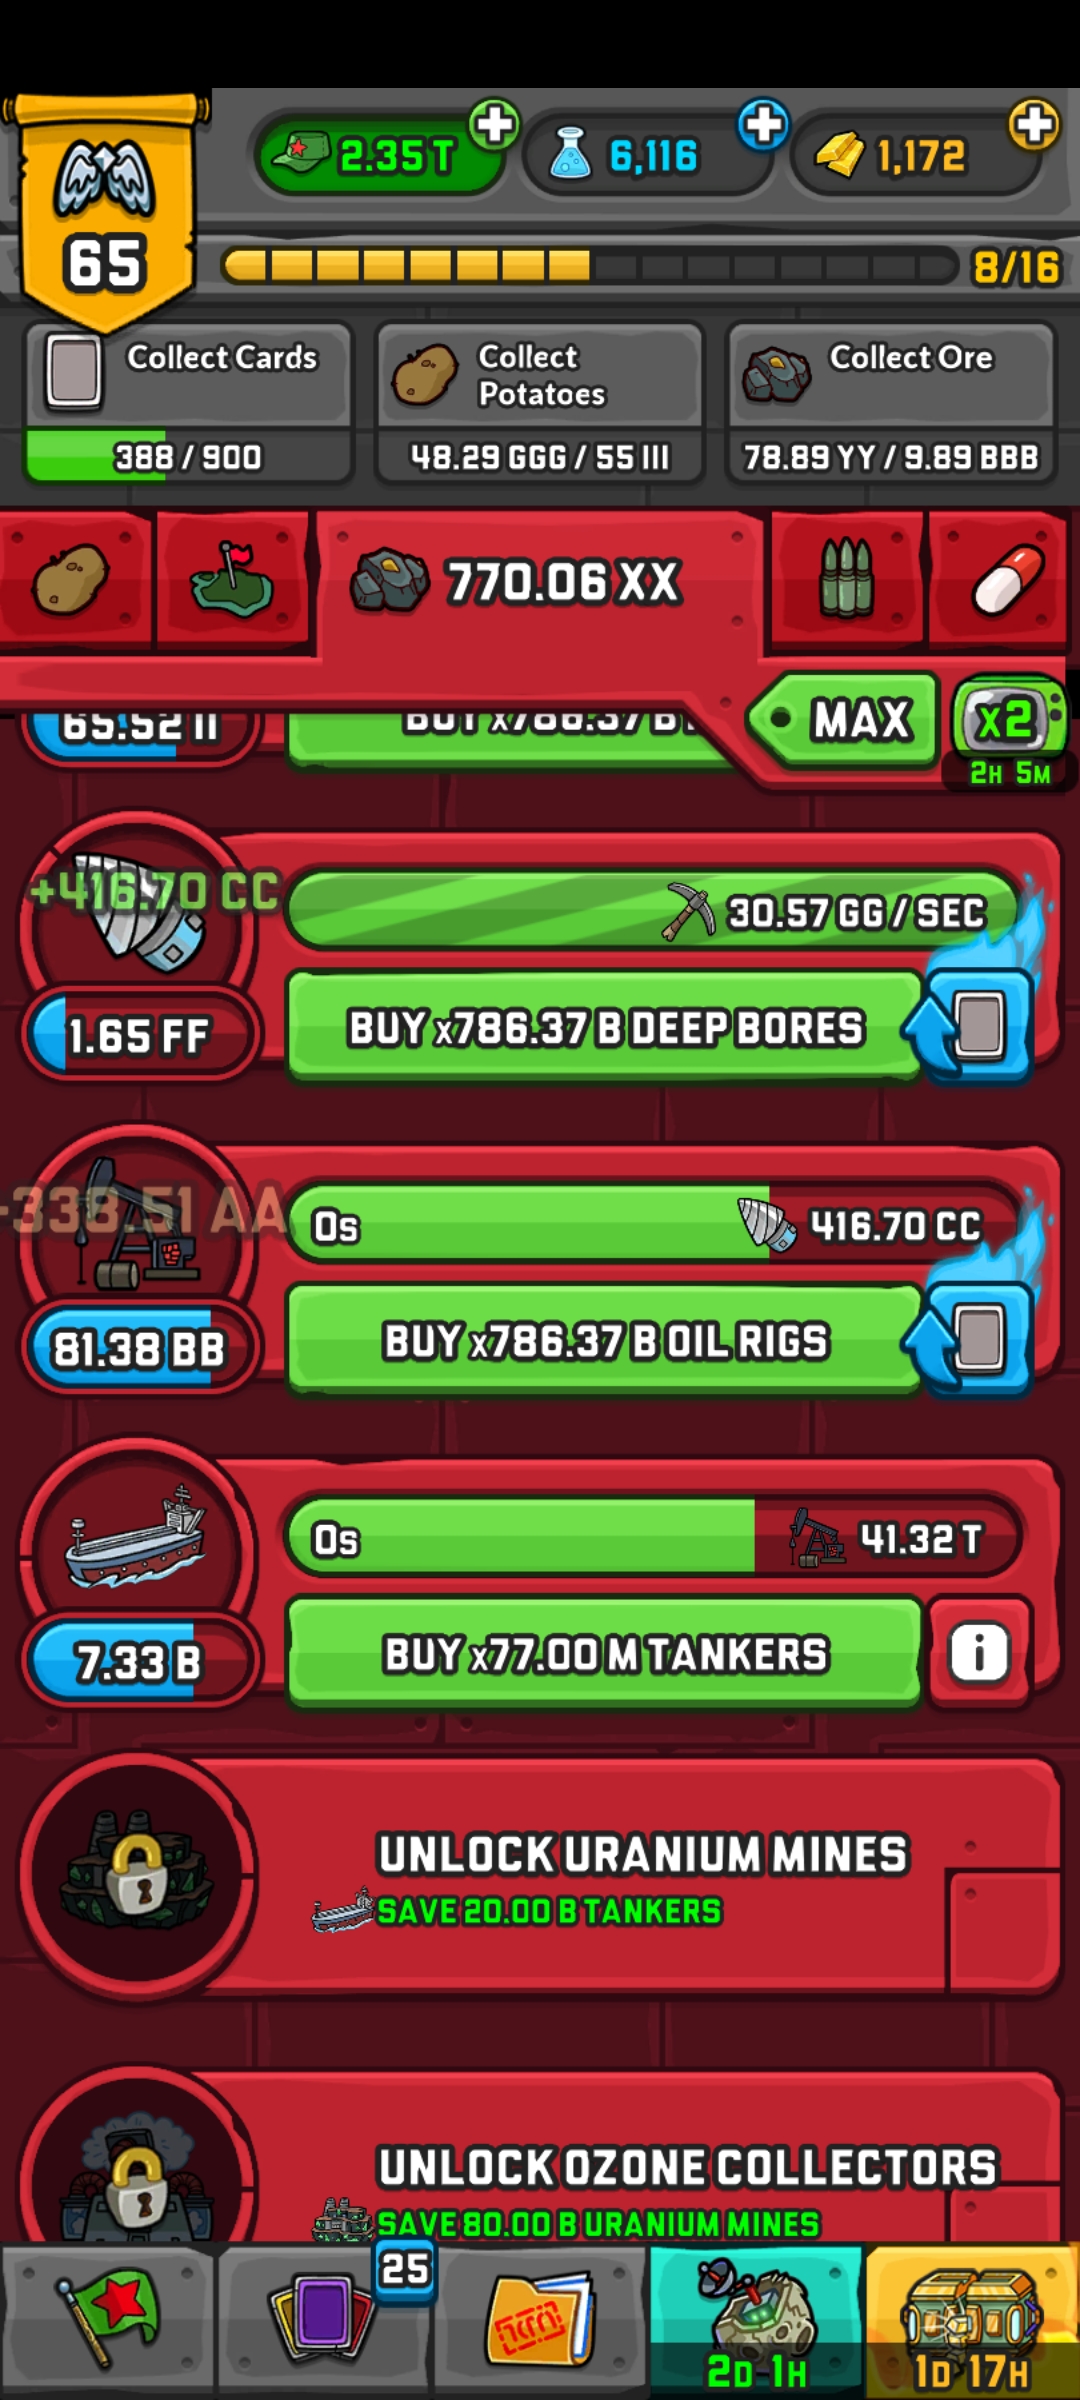 2.35 T
6,116
1,172
65
8/16
Collect Cards
388 / 900
Collect
Potatoes
48.29 GGG / 55 III
Collect Ore
78.89 YY / 9.89 BBB
770.06 XX
MAX
x2
2H 5M
65.52 II
BUY x786.37 B
+416.70 CC
30.57 GG / SEC
1.65 FF
BUY x786.37 B DEEP BORES
338.51 AA
0s
416.70 CC
81.38 BB
BUY x786.37 B OIL RIGS
0s
41.32 T
7.33 B
BUY x77.00 M TANKERS
i
UNLOCK URANIUM MINES
SAVE 20.00 B TANKERS
UNLOCK OZONE COLLECTORS
SAVE 80.00 B URANIUM MINES
25
2D 1H
1D 17H